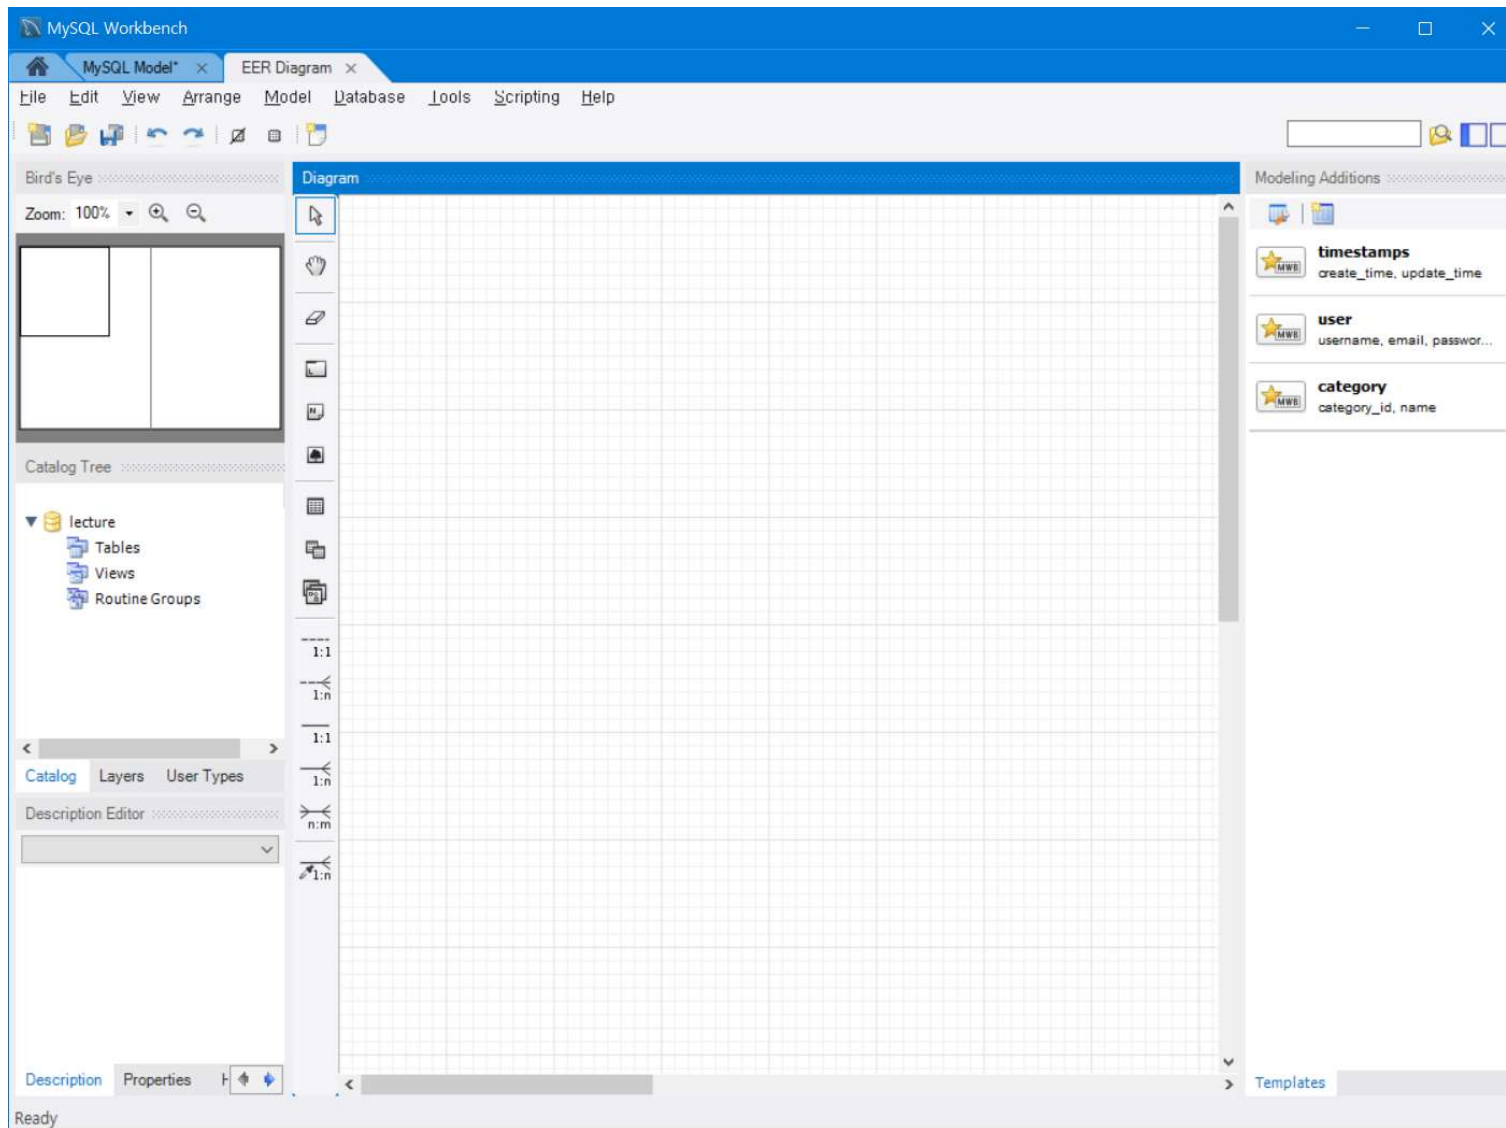 MySQL Workbench
MySQL Model* × EER Diagram ×
File Edit View Arrange Model Database Tools Scripting Help
Bird's Eye
Diagram
Modeling Additions
Zoom: 100%
timestamps
create_time, update_time
user
username, email, passwor...
category
category_id, name
Catalog Tree
lecture
Tables
Views
Routine Groups
1:1
1:n
1:1
1:n
n:m
1:n
Catalog Layers User Types
Description Editor
Description Properties
Templates
Ready